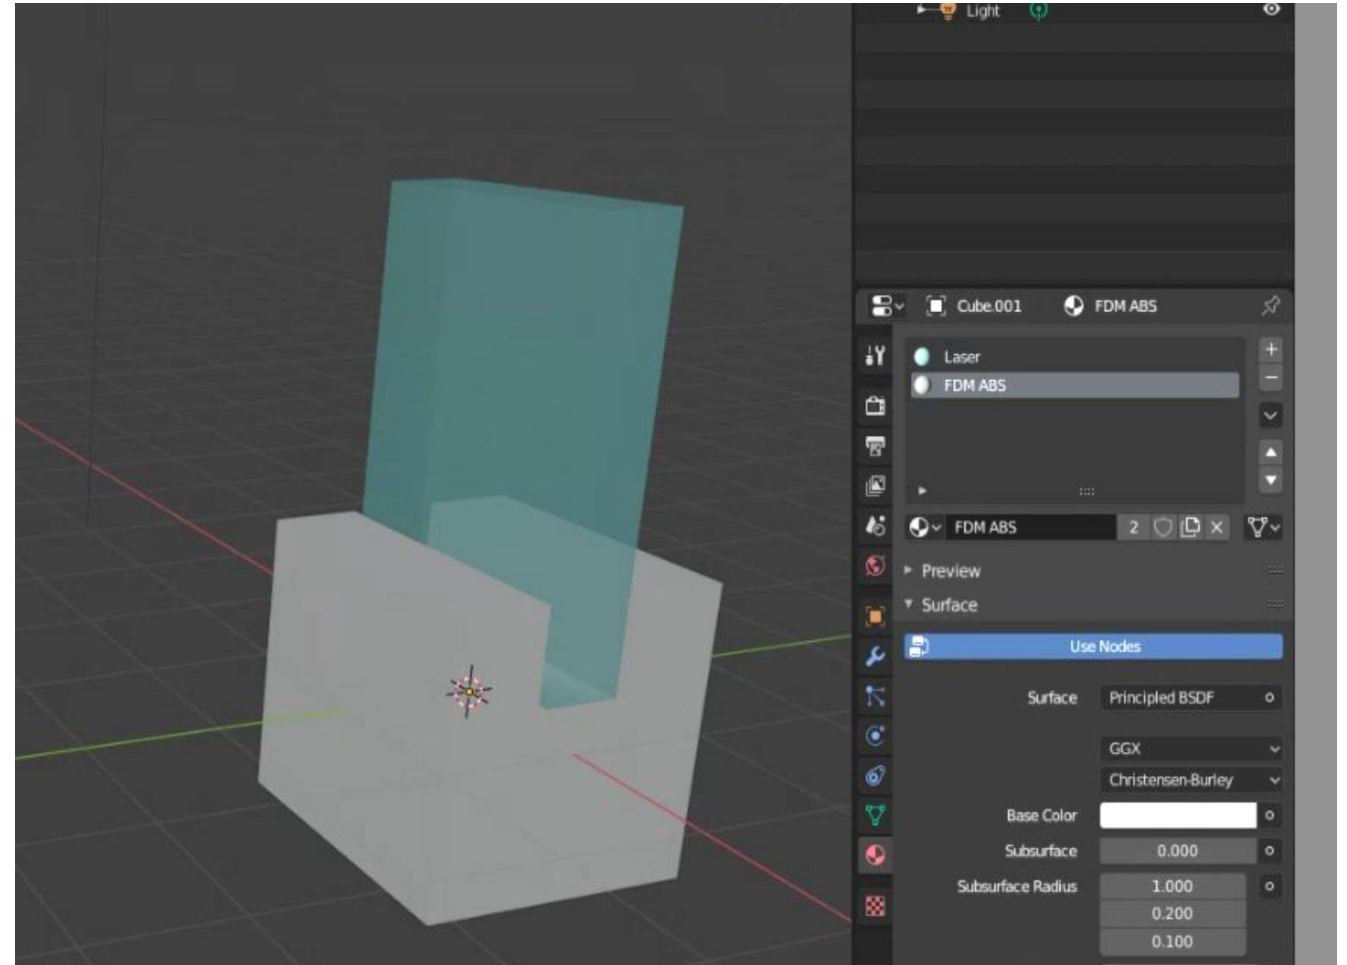 Light
Cube.001 FDM ABS
Laser
FDM ABS
FDM ABS 2
Preview
Surface
Use Nodes
Surface Principled BSDF
GGX
Christensen-Burley
Base Color
Subsurface 0.000
Subsurface Radius 1.000
0.200
0.100